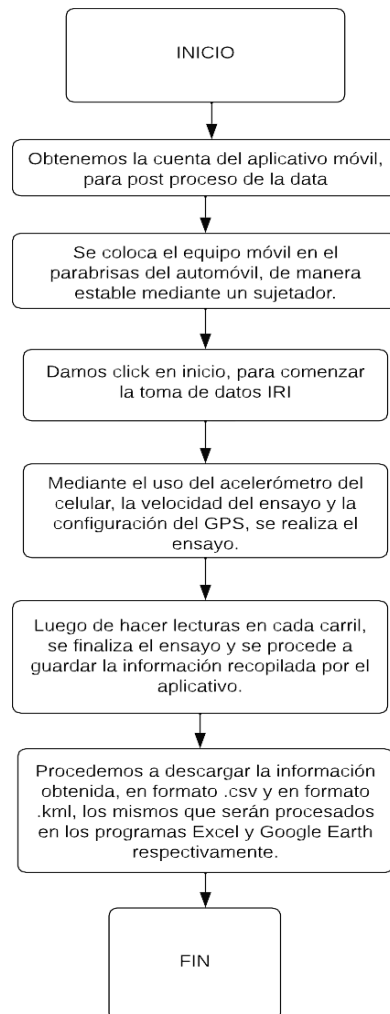 INICIO
Obtenemos la cuenta del aplicativo móvil,
para post proceso de la data
Se coloca el equipo móvil en el
parabrisas del automóvil, de manera
estable mediante un sujetador.
Damos click en inicio, para comenzar
la toma de datos IRI
Mediante el uso del acelerómetro del
celular, la velocidad del ensayo y la
configuración del GPS, se realiza el
ensayo.
Luego de hacer lecturas en cada carril,
se finaliza el ensayo y se procede a
guardar la información recopilada por el
aplicativo.
Procedemos a descargar la información
obtenida, en formato .csv y en formato
.kml, los mismos que serán procesados
en los programas Excel y Google Earth
respectivamente.
FIN